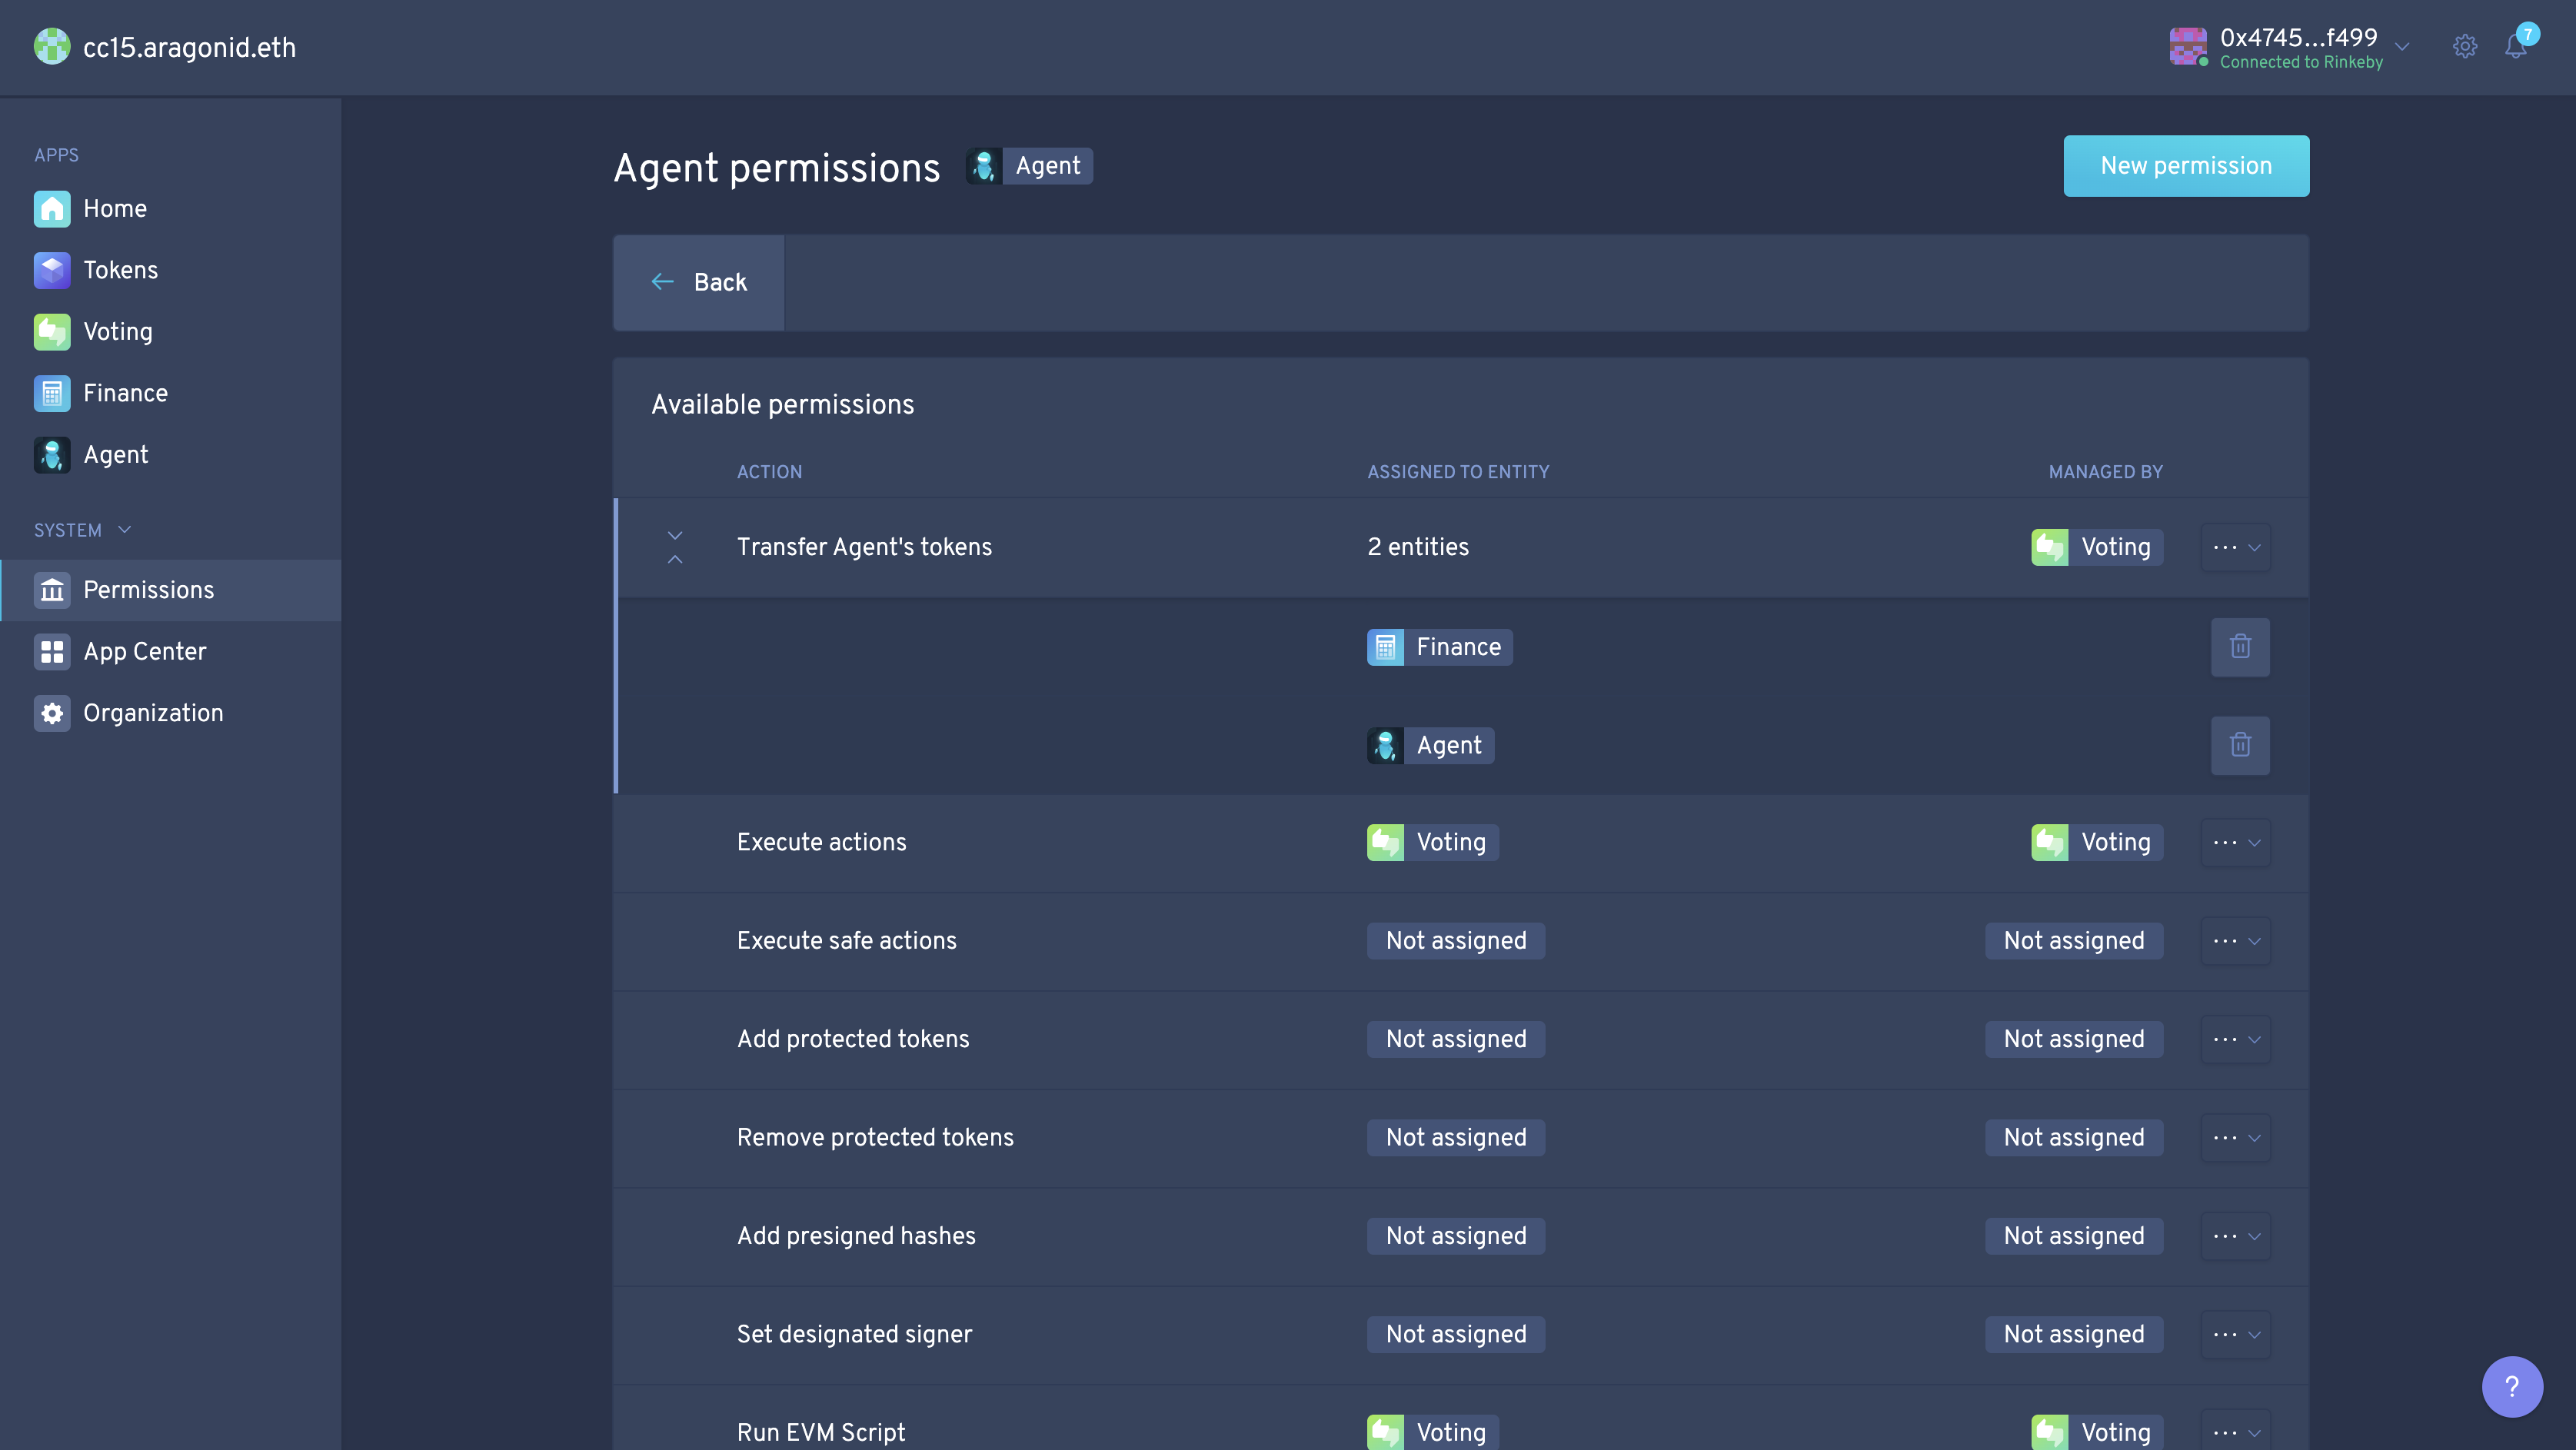 cc15.aragonid.eth
0x4745...f499
Connected to Rinkeby
7
APPS
Home
Tokens
Voting
Finance
Agent
SYSTEM
Permissions
App Center
Organization
Agent permissions Agent
New permission
Back
Available permissions
ACTION ASSIGNED TO ENTITY MANAGED BY
Transfer Agent's tokens 2 entities Voting
Finance
Agent
Execute actions Voting Voting
Execute safe actions Not assigned Not assigned
Add protected tokens Not assigned Not assigned
Remove protected tokens Not assigned Not assigned
Add presigned hashes Not assigned Not assigned
Set designated signer Not assigned Not assigned
Run EVM Script Voting Voting
?